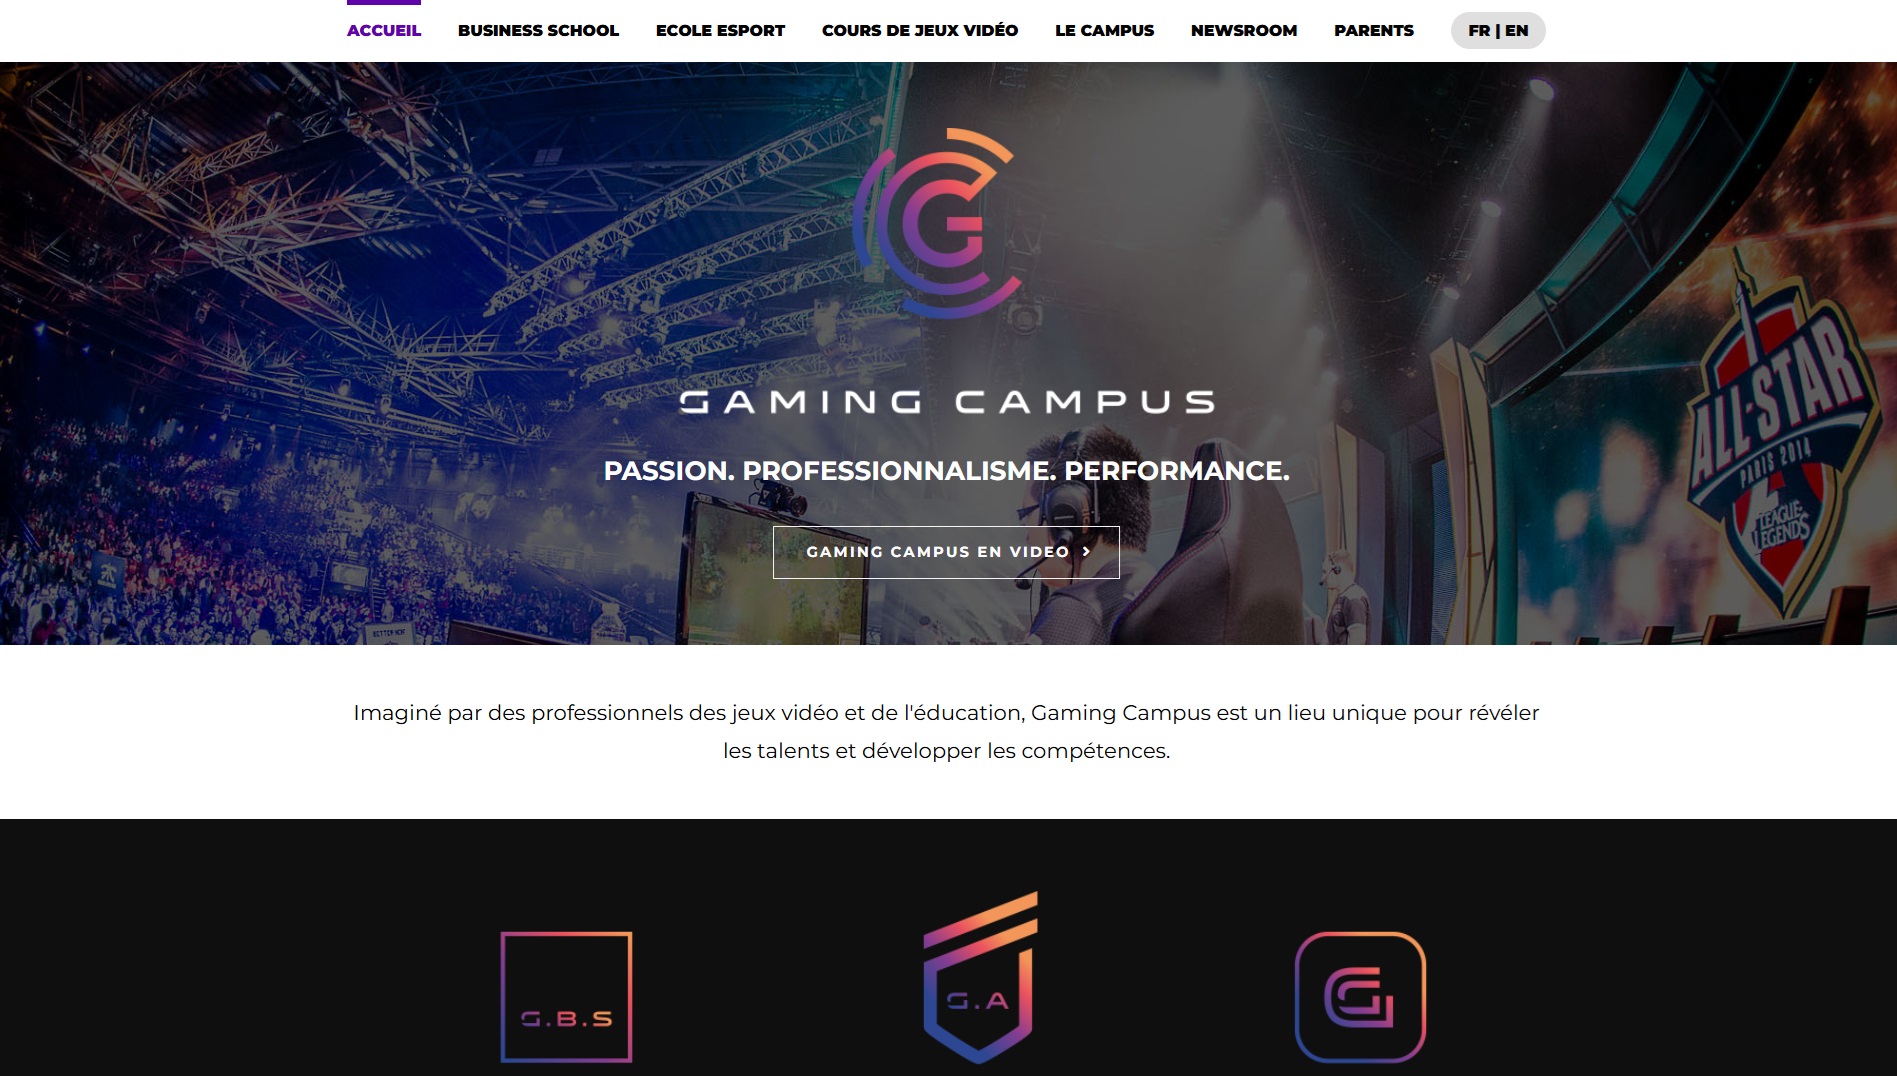 ACCUEIL BUSINESS SCHOOL ECOLE ESPORT COURS DE JEUX VIDÉO LE CAMPUS NEWSROOM PARENTS FR | EN
GAMING CAMPUS
PASSION. PROFESSIONNALISME. PERFORMANCE.
GAMING CAMPUS EN VIDEO
ALL-STAR
PARIS 2014
LEAGUE OF LEGENDS
Imaginé par des professionnels des jeux vidéo et de l'éducation, Gaming Campus est un lieu unique pour révéler
les talents et développer les compétences.
G.B.S
G.A
G